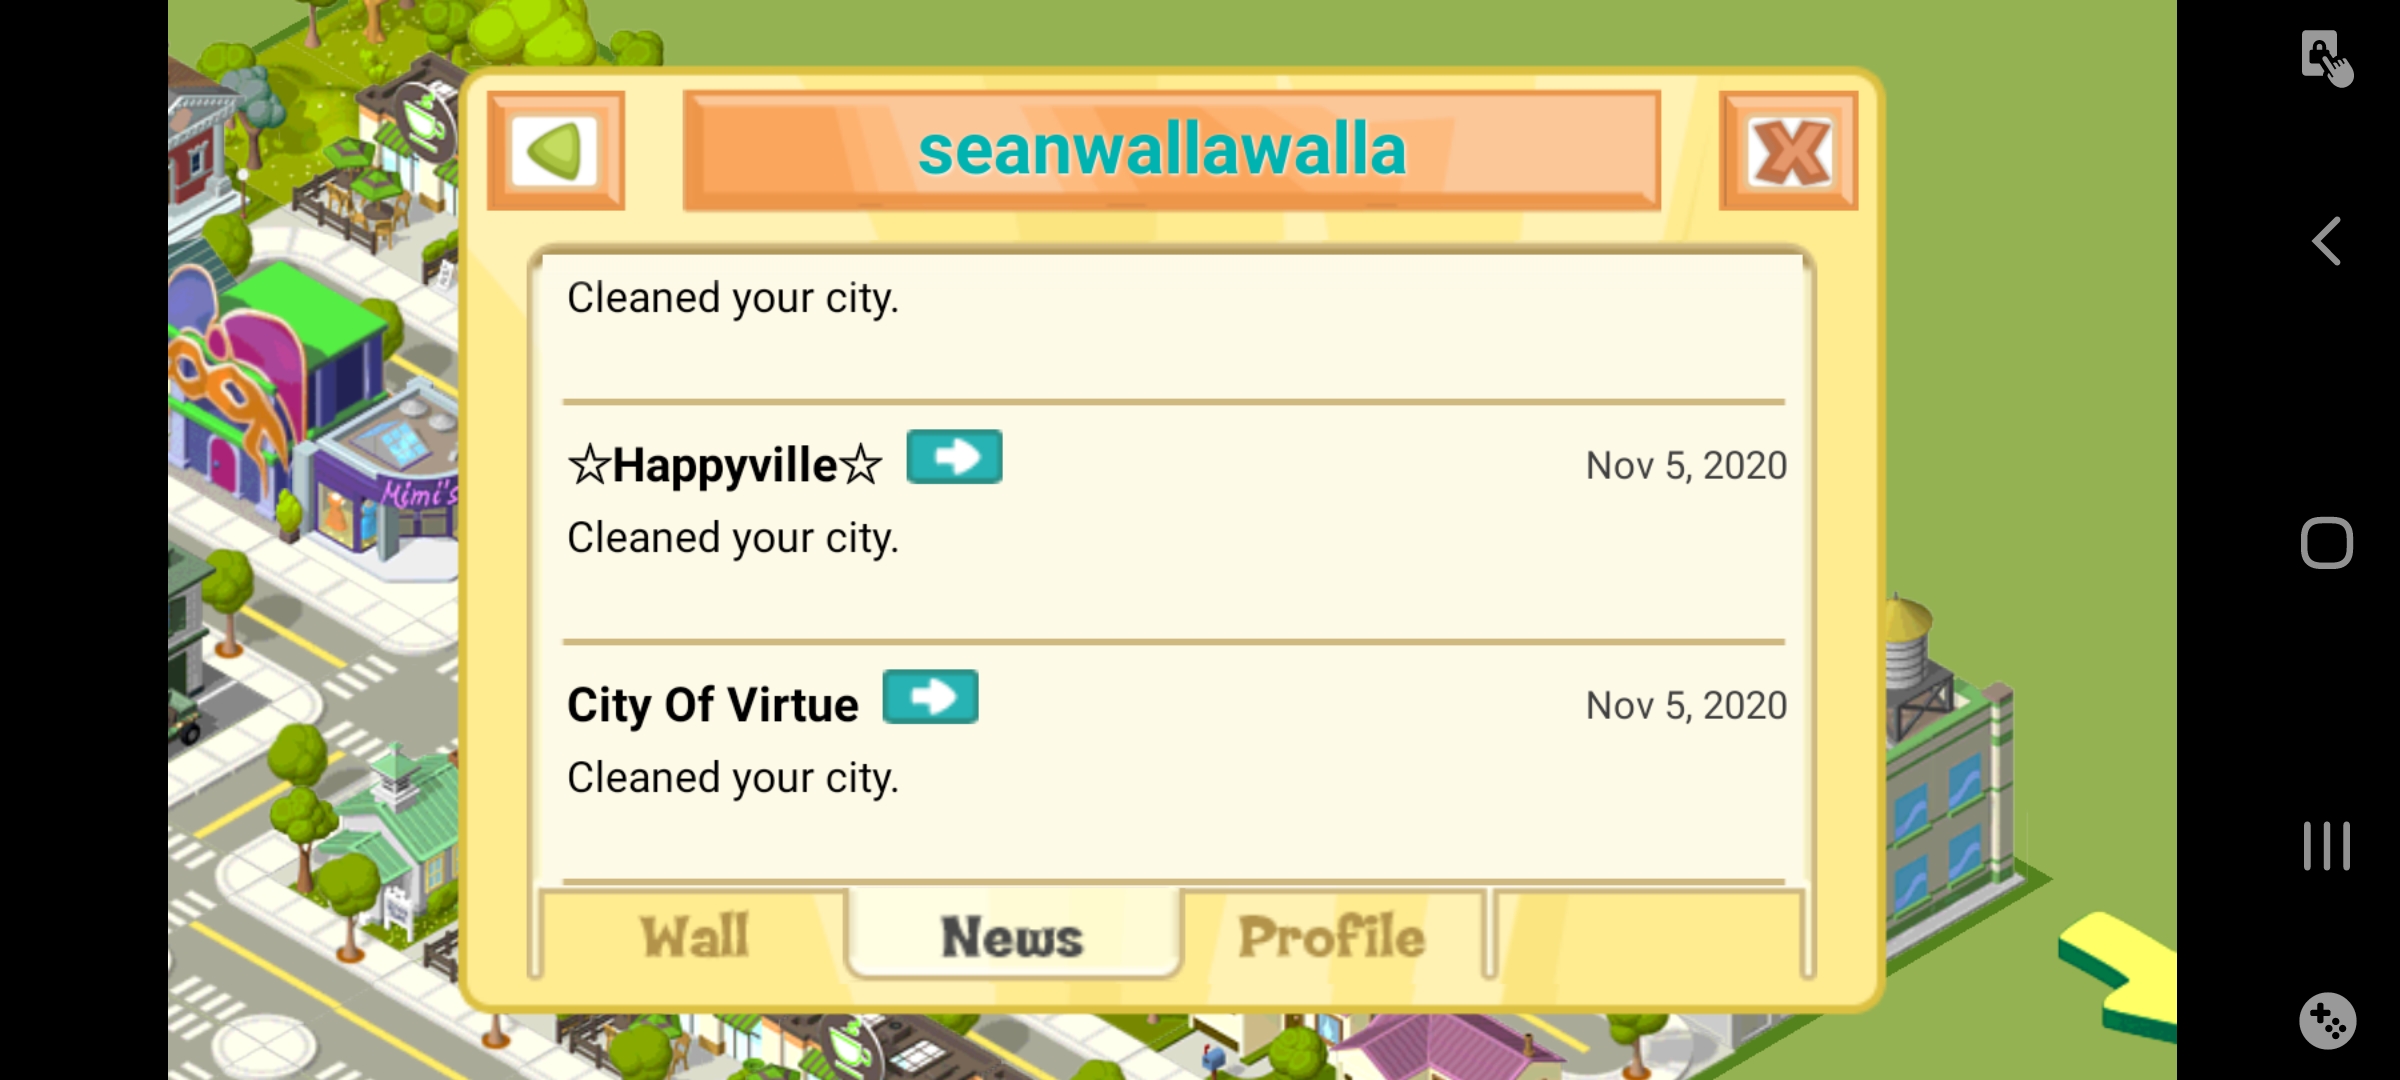 seanwallawalla
Cleaned your city.
☆Happyville☆
Nov 5, 2020
Cleaned your city.
City Of Virtue
Nov 5, 2020
Cleaned your city.
Wall
News
Profile
Mimi's